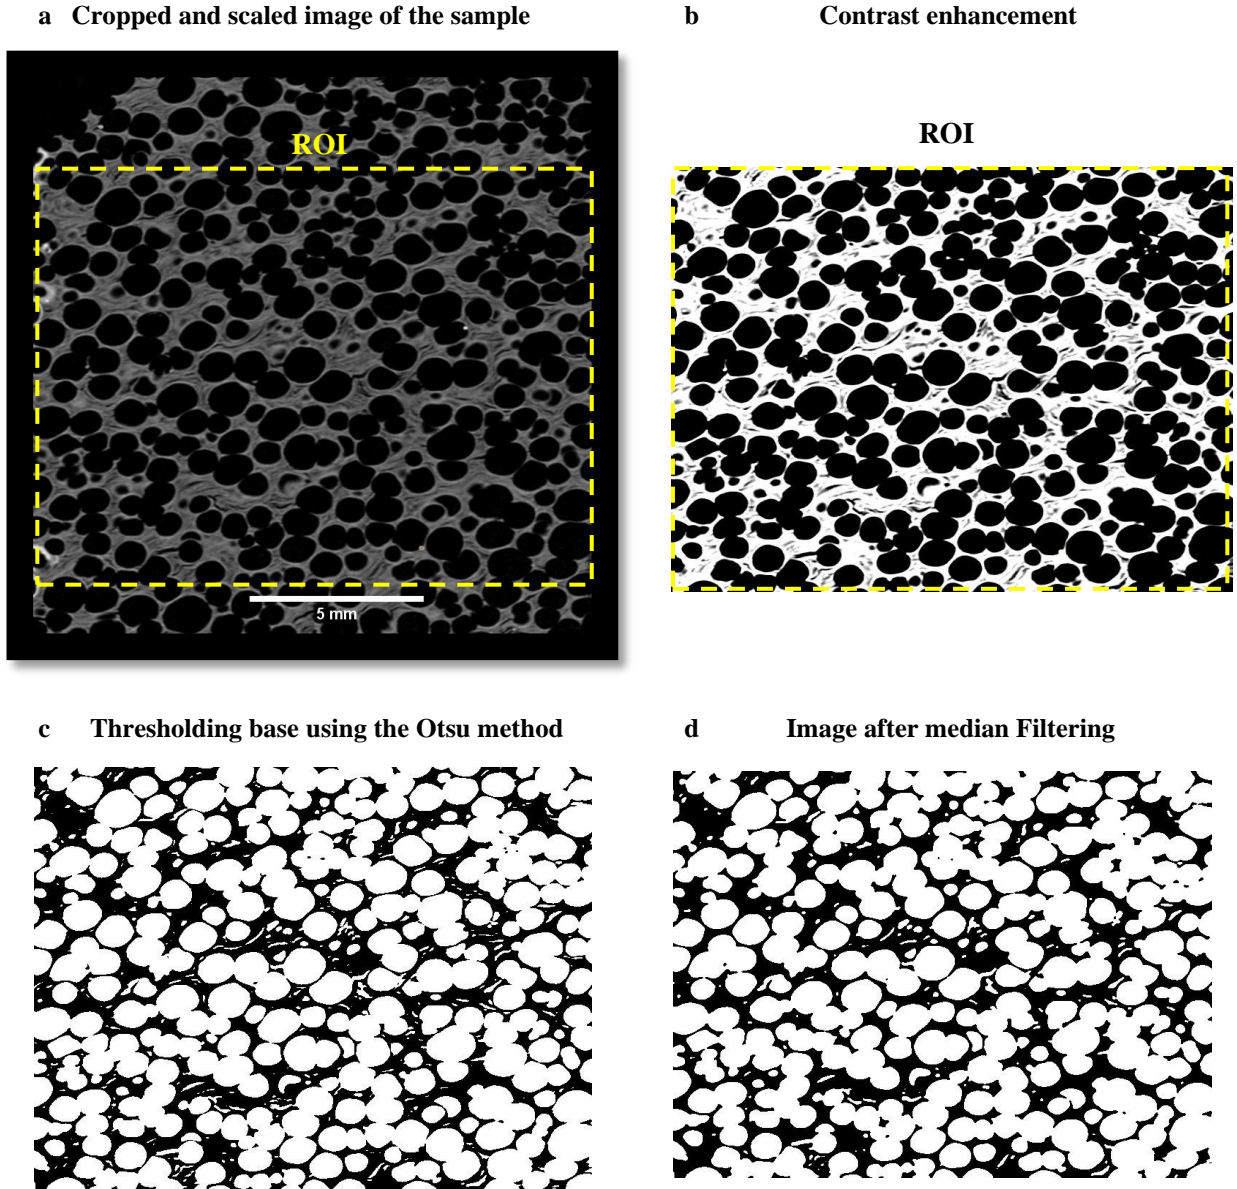 a Cropped and scaled image of the sample
b Contrast enhancement
ROI
ROI
5 mm
c Thresholding base using the Otsu method
d Image after median Filtering